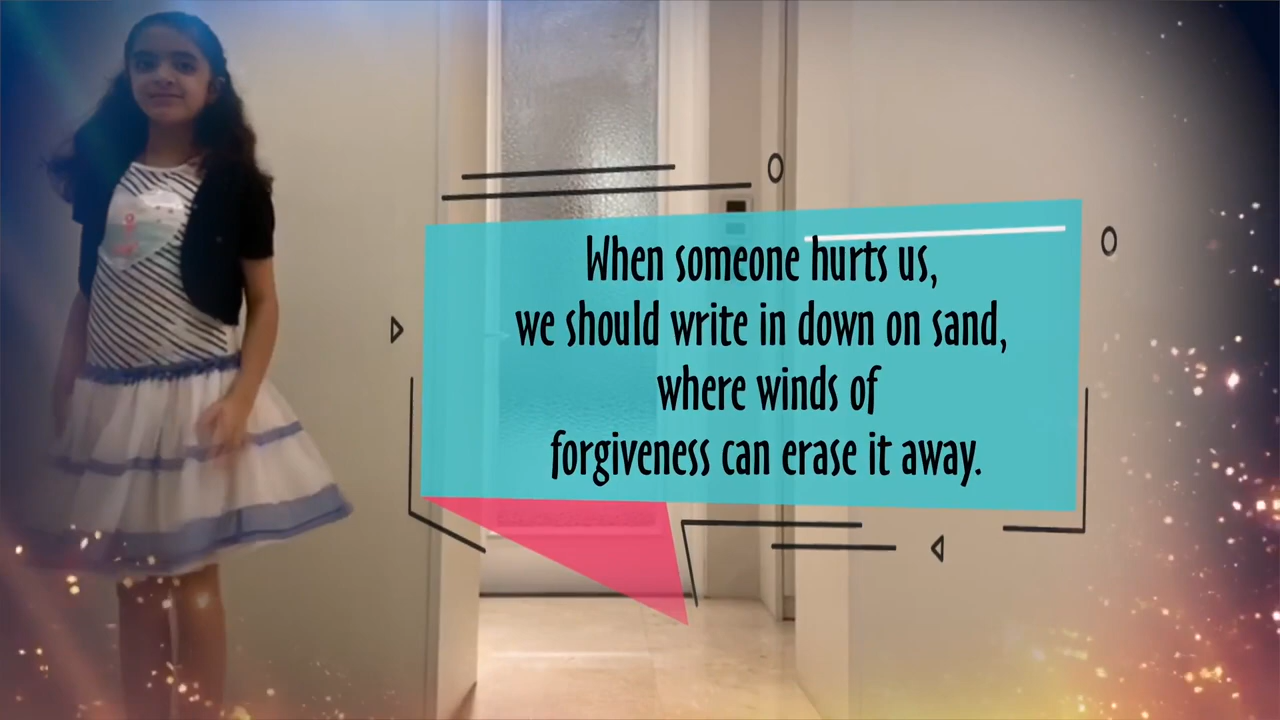 When someone hurts us,
we should write in down on sand,
where winds of
forgiveness can erase it away.